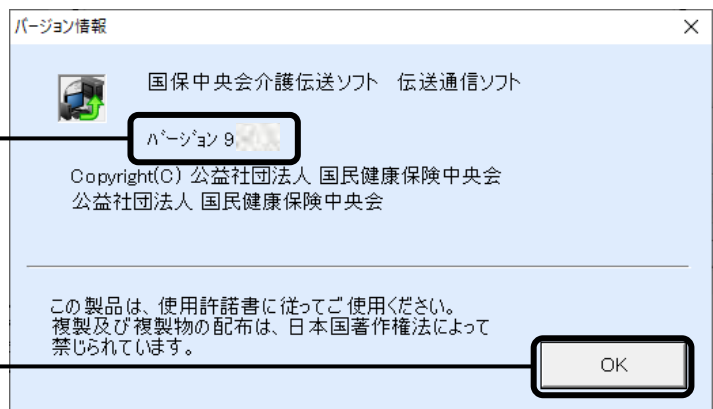 バージョン情報
国保中央会介護伝送ソフト 伝送通信ソフト
ﾊﾞｰｼﾞｮﾝ 9
Copyright(C) 公益社団法人 国民健康保険中央会
公益社団法人 国民健康保険中央会
この製品は、使用許諾書に従ってご使用ください。
複製及び複製物の配布は、日本国著作権法によって
禁じられています。
OK